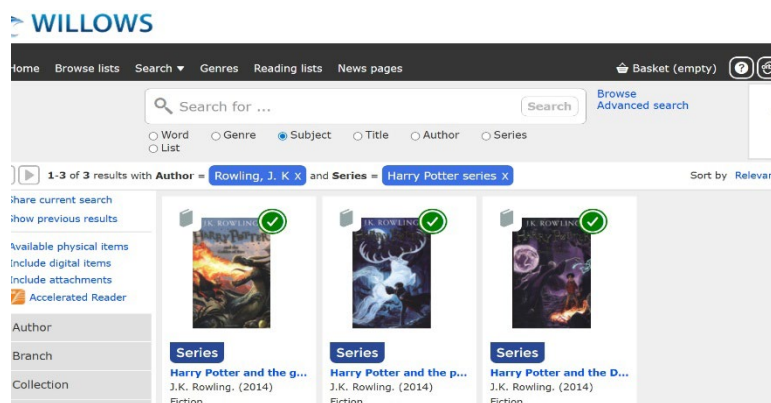 WILLOWS
Home Browse lists Search ▼ Genres Reading lists News pages Basket (empty) ?
Search for ... Search
Browse
Advanced search
Word Genre Subject Title Author Series
List
1-3 of 3 results with Author = Rowling, J. K X and Series = Harry Potter series X Sort by Relevan
Share current search
Show previous results
Available physical items
Include digital items
Include attachments
Accelerated Reader
Author
Branch
Collection
J.K. ROWLING
HARRY POTTER
J.K. ROWLING
J.K. ROWLING
Series Series Series
Harry Potter and the g... Harry Potter and the p... Harry Potter and the D...
J.K. Rowling. (2014) J.K. Rowling. (2014) J.K. Rowling. (2014)
Fiction Fiction Fiction